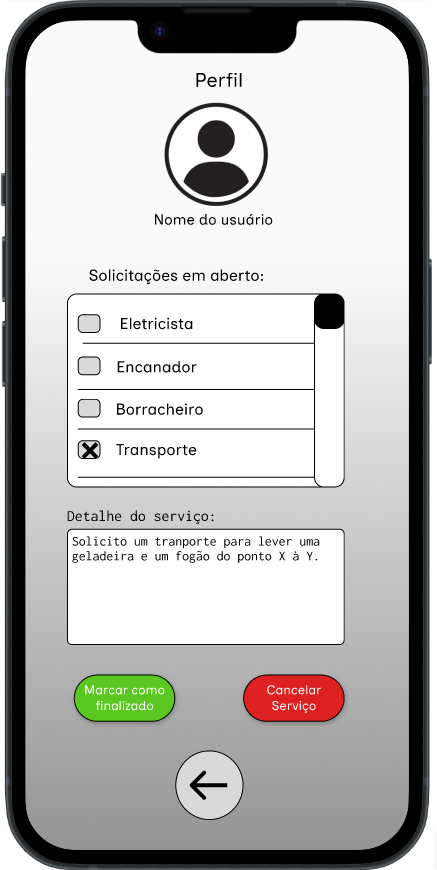 Perfil
Nome do usuário
Solicitações em aberto:
Eletricista
Encanador
Borracheiro
Transporte
Detalhe do serviço:
Solicito um tranporte para lever uma
geladeira e um fogão do ponto X à Y.
Marcar como
finalizado
Cancelar
Serviço